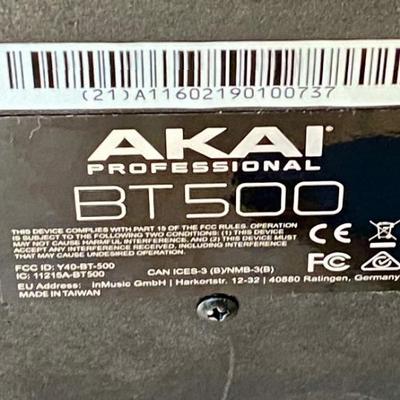 (21)A11602190100737
AKAI
PROFESSIONAL
BT500
THIS DEVICE COMPLIES WITH PART 15 OF THE FCC RULES. OPERATION
IS SUBJECT TO THE FOLLOWING TWO CONDITIONS: (1) THIS DEVICE
MAY NOT CAUSE HARMFUL INTERFERENCE, AND (2) THIS DEVICE MUST
ACCEPT ANY INTERFERENCE RECEIVED, INCLUDING INTERFERENCE
THAT MAY CAUSE UNDESIRED OPERATION.
CE
FCC ID: Y40-BT-500 CAN ICES-3 (B)/NMB-3(B)
IC: 11215A-BT500
FC
EU Address: inMusic GmbH | Harkortstr. 12-32 | 40880 Ratingen, Germany
MADE IN TAIWAN